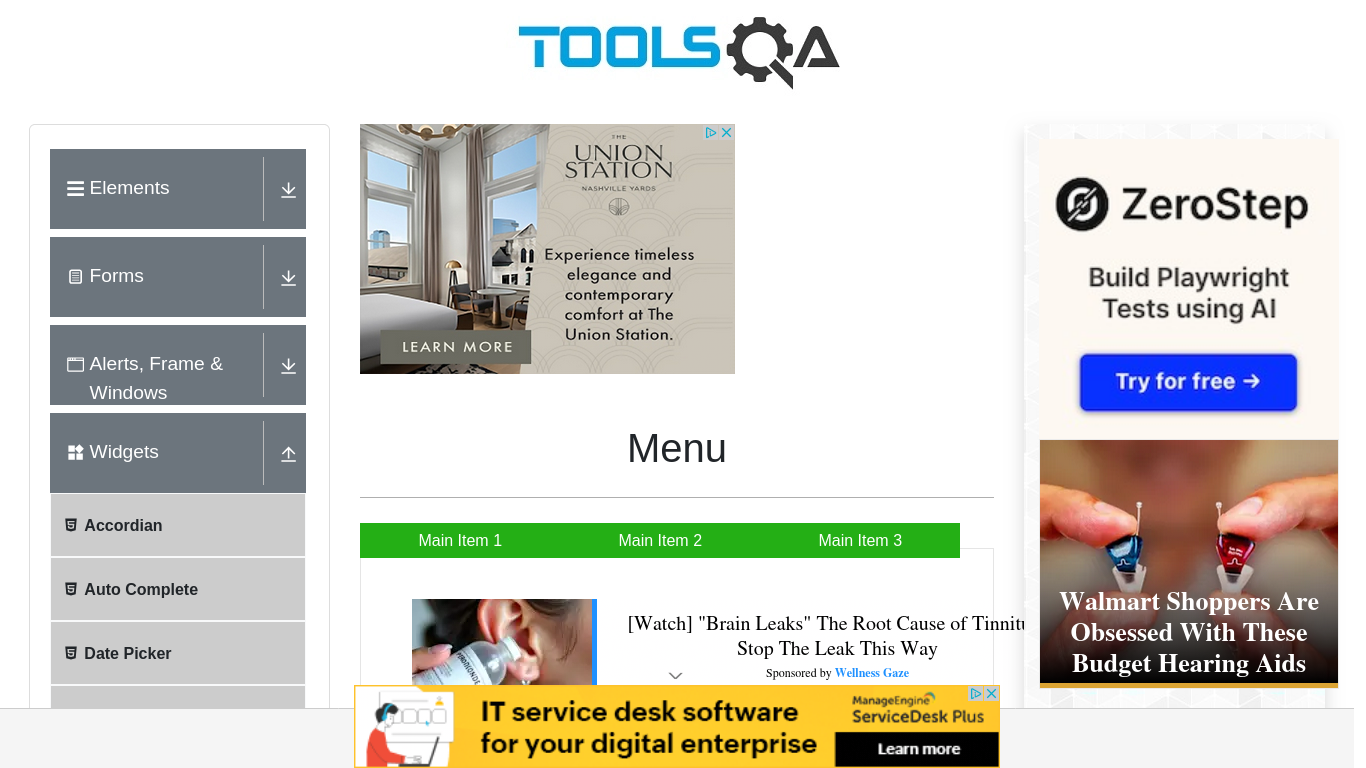 TOOLSQA
Elements
Forms
Alerts, Frame &
Windows
Widgets
Accordian
Auto Complete
Date Picker
THE
UNION
STATION
NASHVILLE YARDS
Experience timeless
elegance and
contemporary
comfort at The
Union Station.
LEARN MORE
Menu
Main Item 1
Main Item 2
Main Item 3
[Watch] "Brain Leaks" The Root Cause of Tinnitu
Stop The Leak This Way
Sponsored by Wellness Gaze
ZeroStep
Build Playwright
Tests using AI
Try for free →
Walmart Shoppers Are
Obsessed With These
Budget Hearing Aids
IT service desk software
for your digital enterprise
ManageEngine
ServiceDesk Plus
Learn more